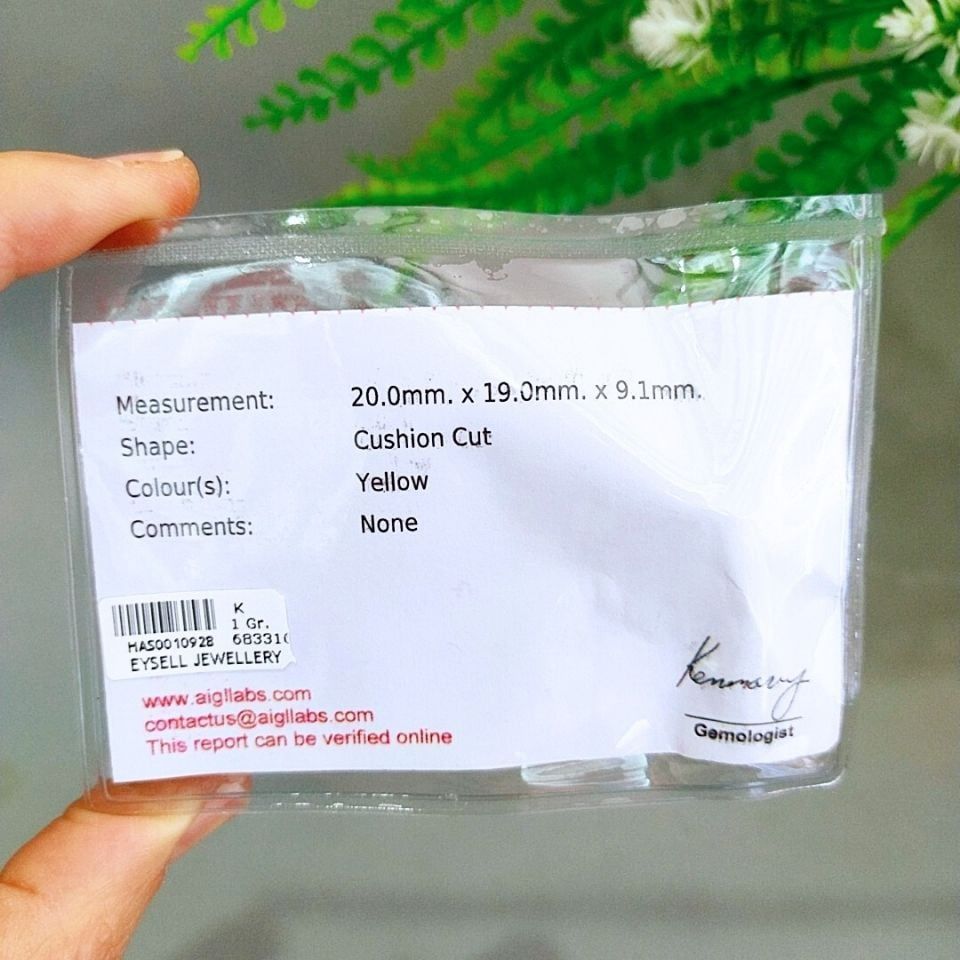 Measurement: 20.0mm. x 19.0mm. x 9.1mm.
Shape: Cushion Cut
Colour(s): Yellow
Comments: None
K
1 Gr.
HAS0010928 68331
EYSELL JEWELLERY
www.aigllabs.com
contactus@aigllabs.com
This report can be verified online
Gemologist